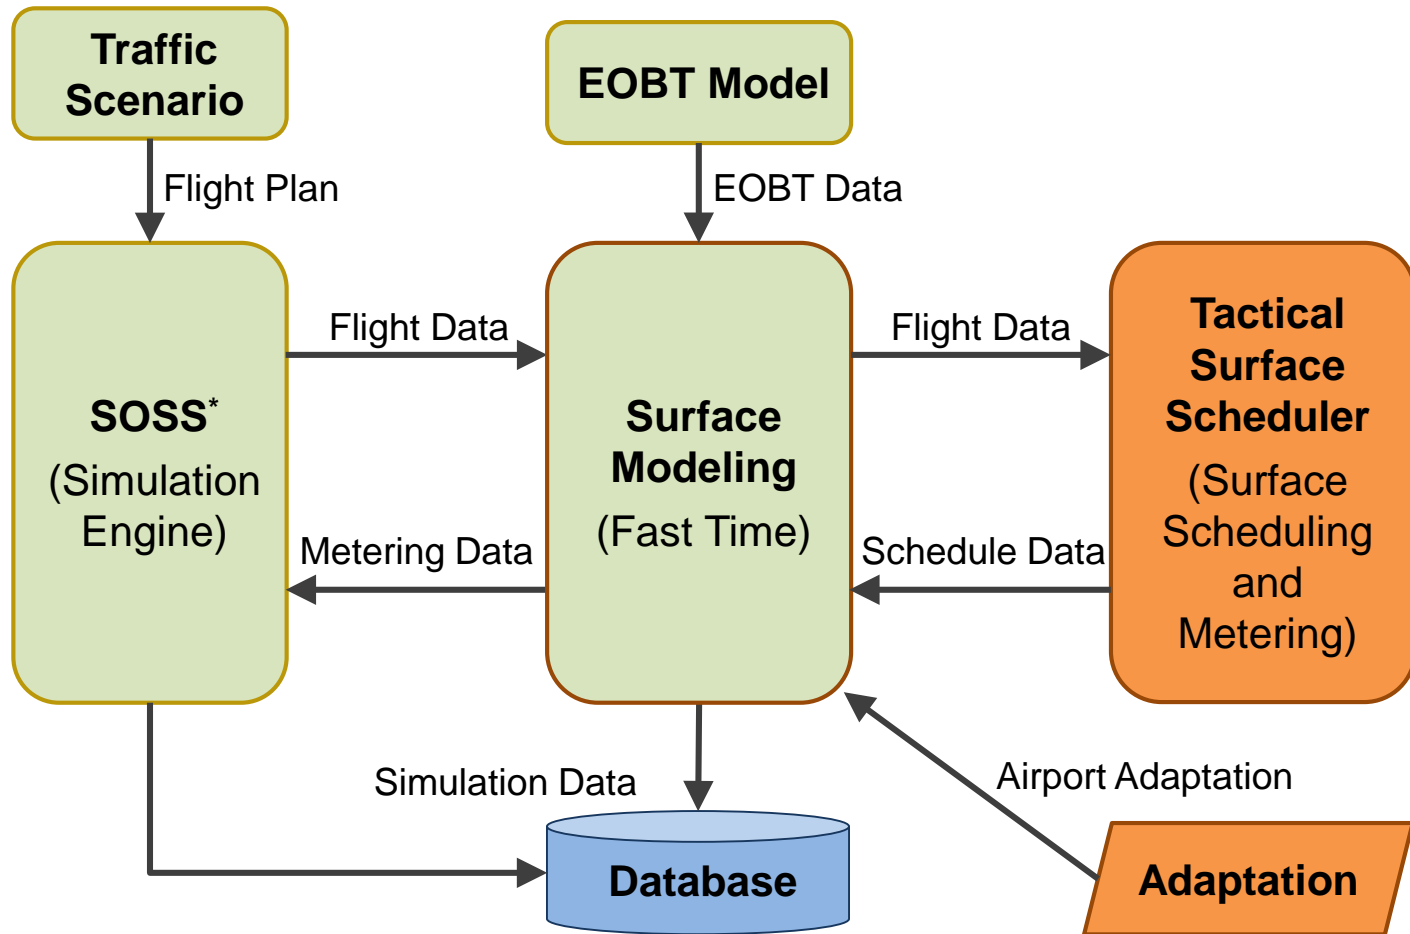 Traffic
Scenario
EOBT Model
Flight Plan
EOBT Data
Flight Data
Flight Data
SOSS*
(Simulation
Engine)
Surface
Modeling
(Fast Time)
Tactical
Surface
Scheduler
(Surface
Scheduling
and
Metering)
Metering Data
Schedule Data
Simulation Data
Airport Adaptation
Database
Adaptation